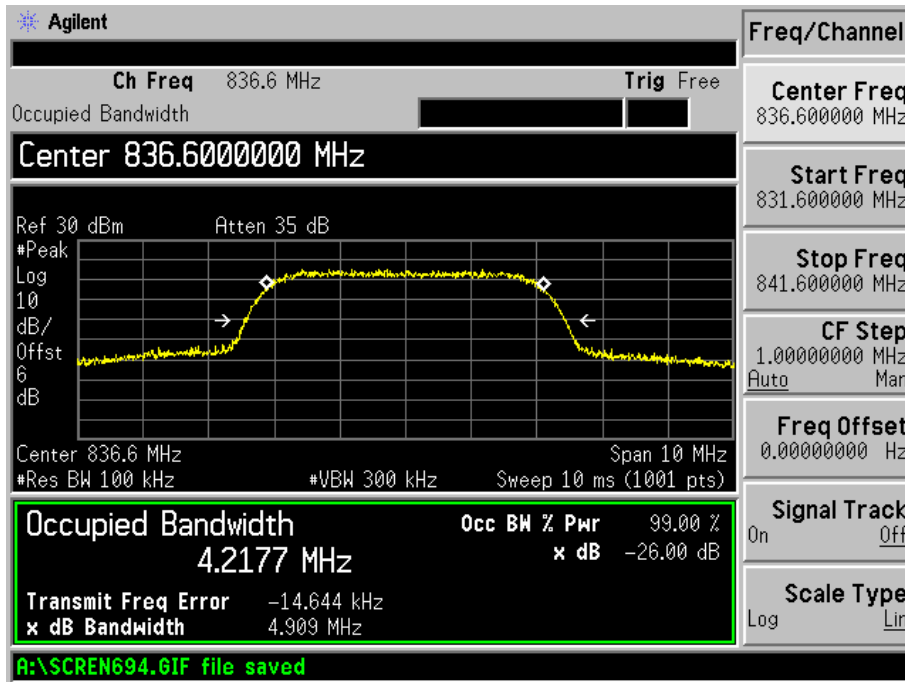 Agilent
Freq/Channel
Ch Freq 836.6 MHz Trig Free
Occupied Bandwidth
Center 836.6000000 MHz
Ref 30 dBm Atten 35 dB
#Peak
Log
10
dB/
Offst
6
dB
Center 836.6 MHz Span 10 MHz
#Res BW 100 kHz #VBW 300 kHz Sweep 10 ms (1001 pts)
Occupied Bandwidth
4.2177 MHz
Occ BW % Pwr 99.00 %
x dB -26.00 dB
Transmit Freq Error -14.644 kHz
x dB Bandwidth 4.909 MHz
A:\SCREN694.GIF file saved
Center Freq
836.600000 MHz
Start Freq
831.600000 MHz
Stop Freq
841.600000 MHz
CF Step
1.00000000 MHz
Auto Man
Freq Offset
0.00000000 Hz
Signal Track
On Off
Scale Type
Log Lin